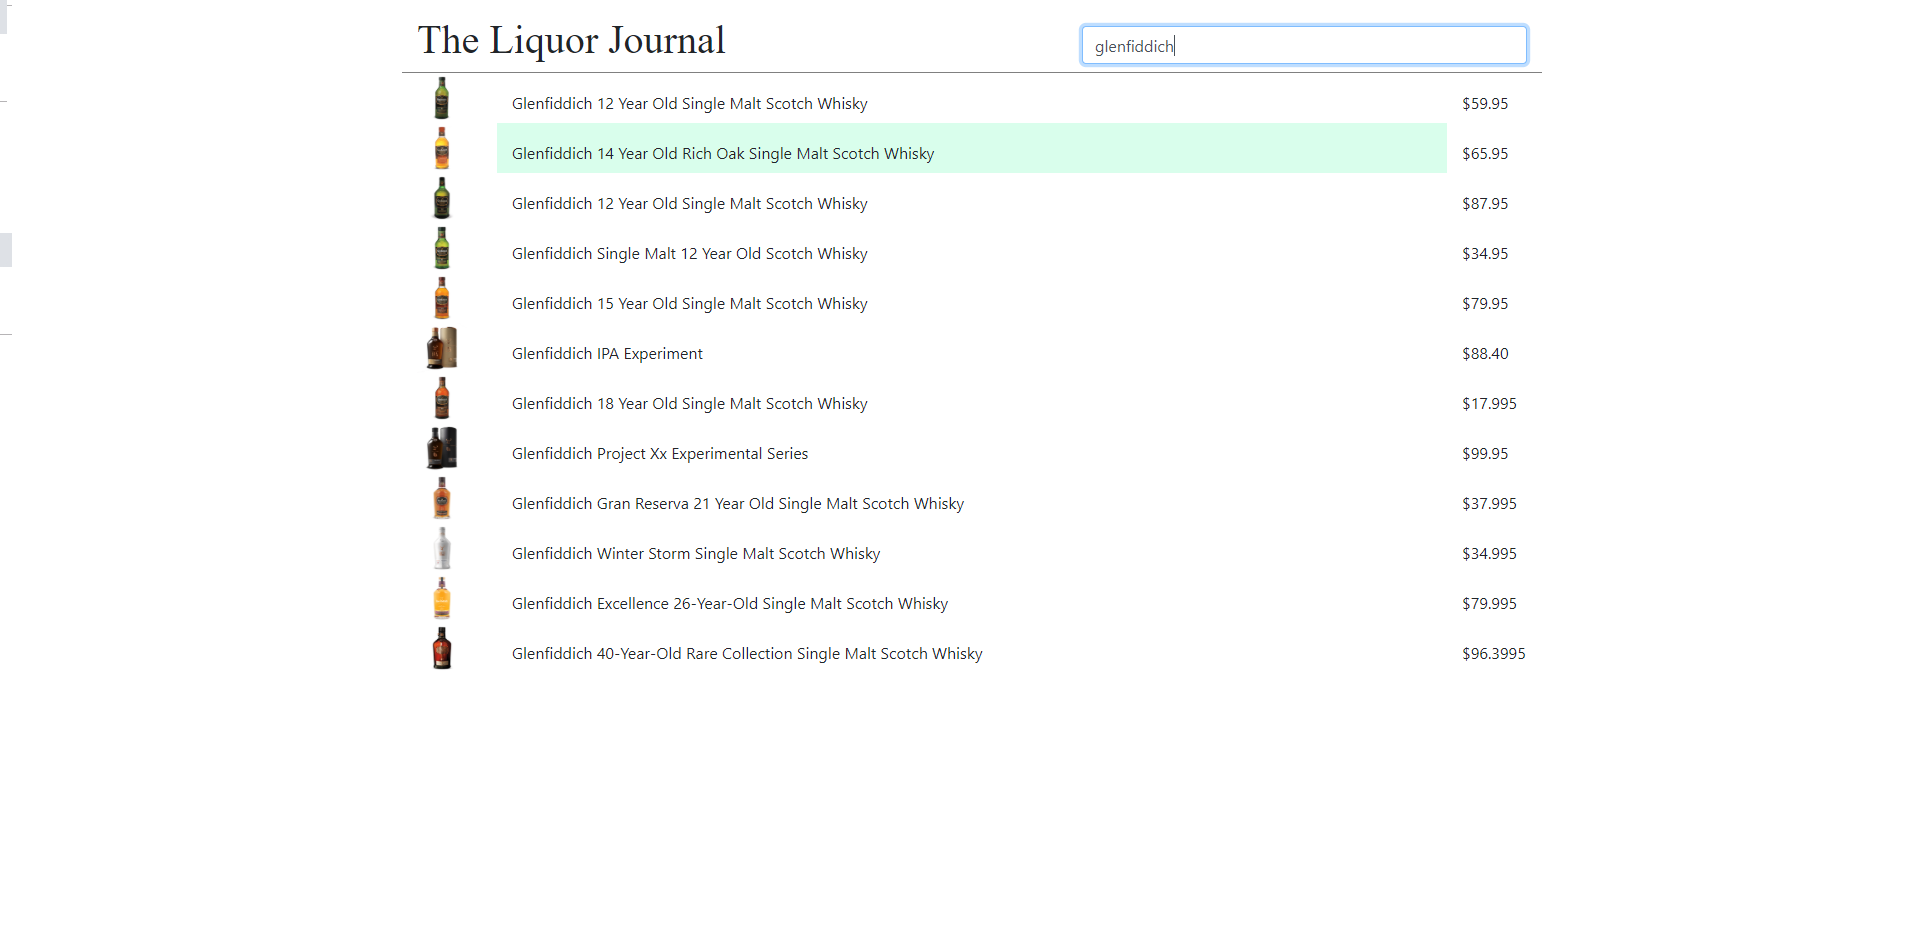 The Liquor Journal
glenfiddich
Glenfiddich 12 Year Old Single Malt Scotch Whisky $59.95
Glenfiddich 14 Year Old Rich Oak Single Malt Scotch Whisky $65.95
Glenfiddich 12 Year Old Single Malt Scotch Whisky $87.95
Glenfiddich Single Malt 12 Year Old Scotch Whisky $34.95
Glenfiddich 15 Year Old Single Malt Scotch Whisky $79.95
Glenfiddich IPA Experiment $88.40
Glenfiddich 18 Year Old Single Malt Scotch Whisky $17.995
Glenfiddich Project Xx Experimental Series $99.95
Glenfiddich Gran Reserva 21 Year Old Single Malt Scotch Whisky $37.995
Glenfiddich Winter Storm Single Malt Scotch Whisky $34.995
Glenfiddich Excellence 26-Year-Old Single Malt Scotch Whisky $79.995
Glenfiddich 40-Year-Old Rare Collection Single Malt Scotch Whisky $96.3995